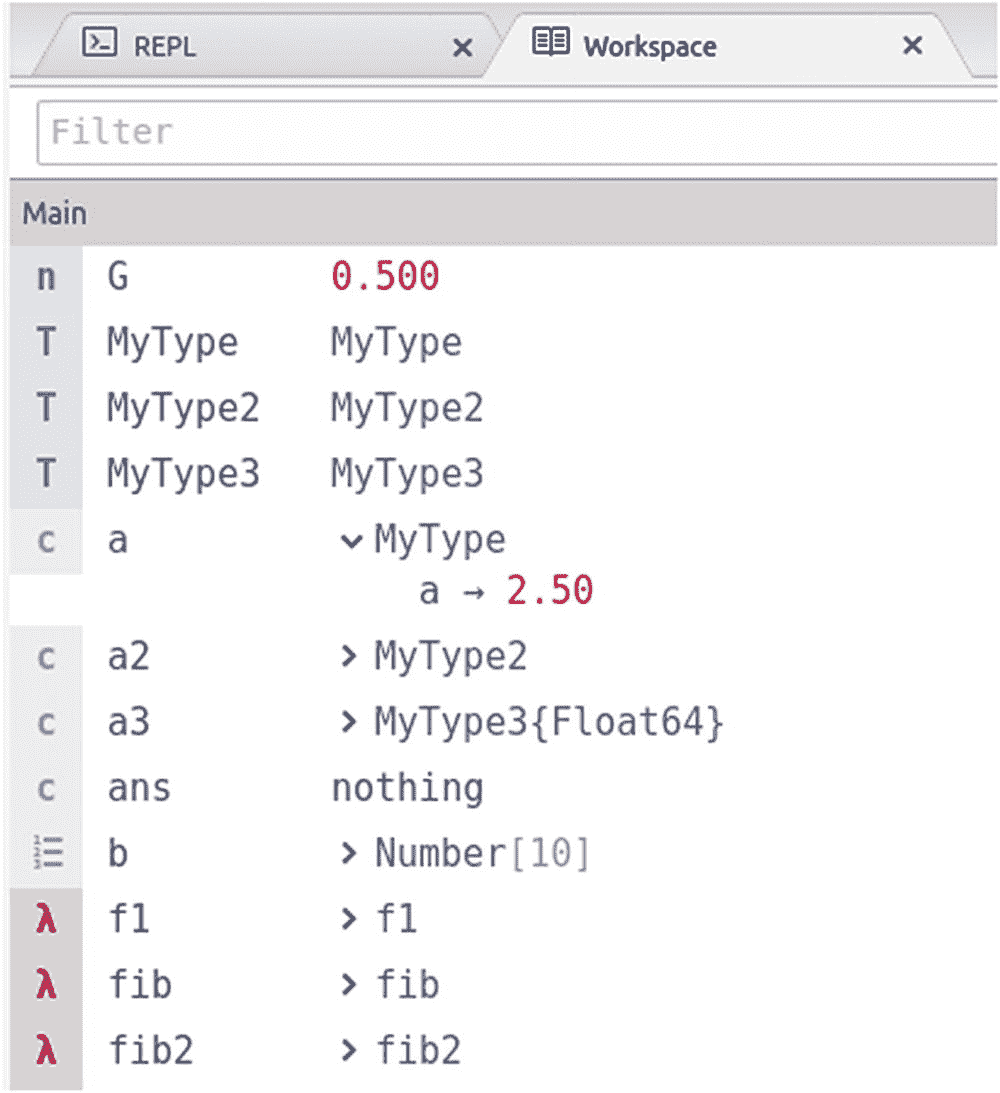 REPL × Workspace ×
Filter
Main
n G 0.500
T MyType MyType
T MyType2 MyType2
T MyType3 MyType3
c a MyType
a → 2.50
c a2 > MyType2
c a3 > MyType3{Float64}
c ans nothing
b > Number[10]
λ f1 > f1
λ fib > fib
λ fib2 > fib2